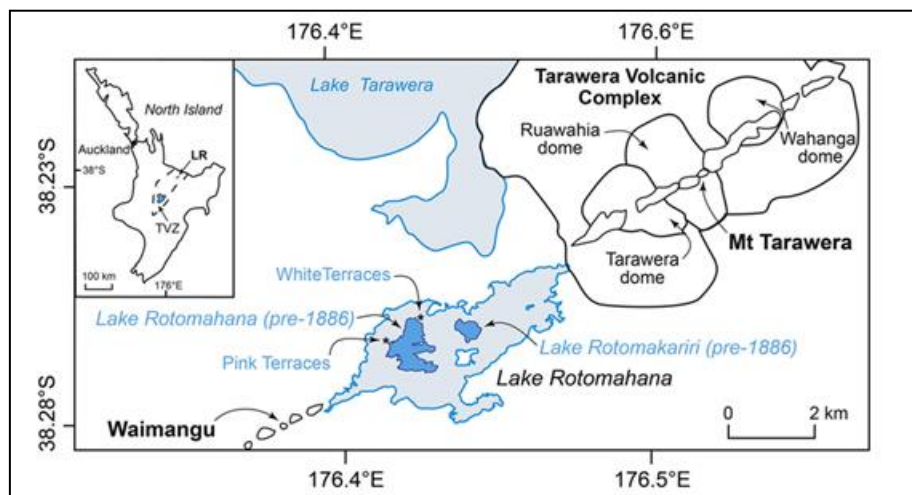 176.4°E
176.6°E
North Island
Auckland
38°S
LR
TVZ
100 km
176°E
Lake Tarawera
Tarawera Volcanic
Complex
Ruawahia
dome
Wahanga
dome
38.23°S
Mt Tarawera
Tarawera
dome
WhiteTerraces
Lake Rotomahana (pre-1886)
Pink Terraces
Lake Rotomakariri (pre-1886)
Lake Rotomahana
38.28°S
Waimangu
0 2 km
176.4°E
176.5°E